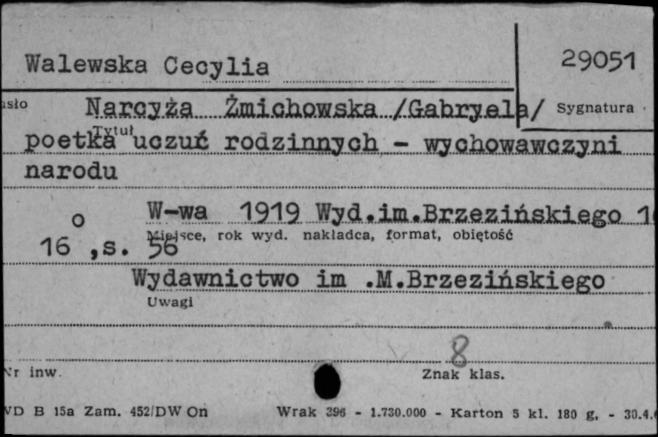 Walewska Cecylia
29051
asło
Narcyża Żmichowska /Gabryela/
Sygnatura
Tytuł
poetka uczuć rodzinnych - wychowawczyni
narodu
W-wa 1919 Wyd.im.Brzezińskiego
16°,s. 56
Miejsce, rok wyd. nakładca, format, objętość
Wydawnictwo im .M.Brzezińskiego
Uwagi
8
Nr inw.
Znak klas.
VD B 15a Zam. 452/DW On Wrak 396 - 1.730.000 - Karton 5 kl. 180 g. - 30.4.